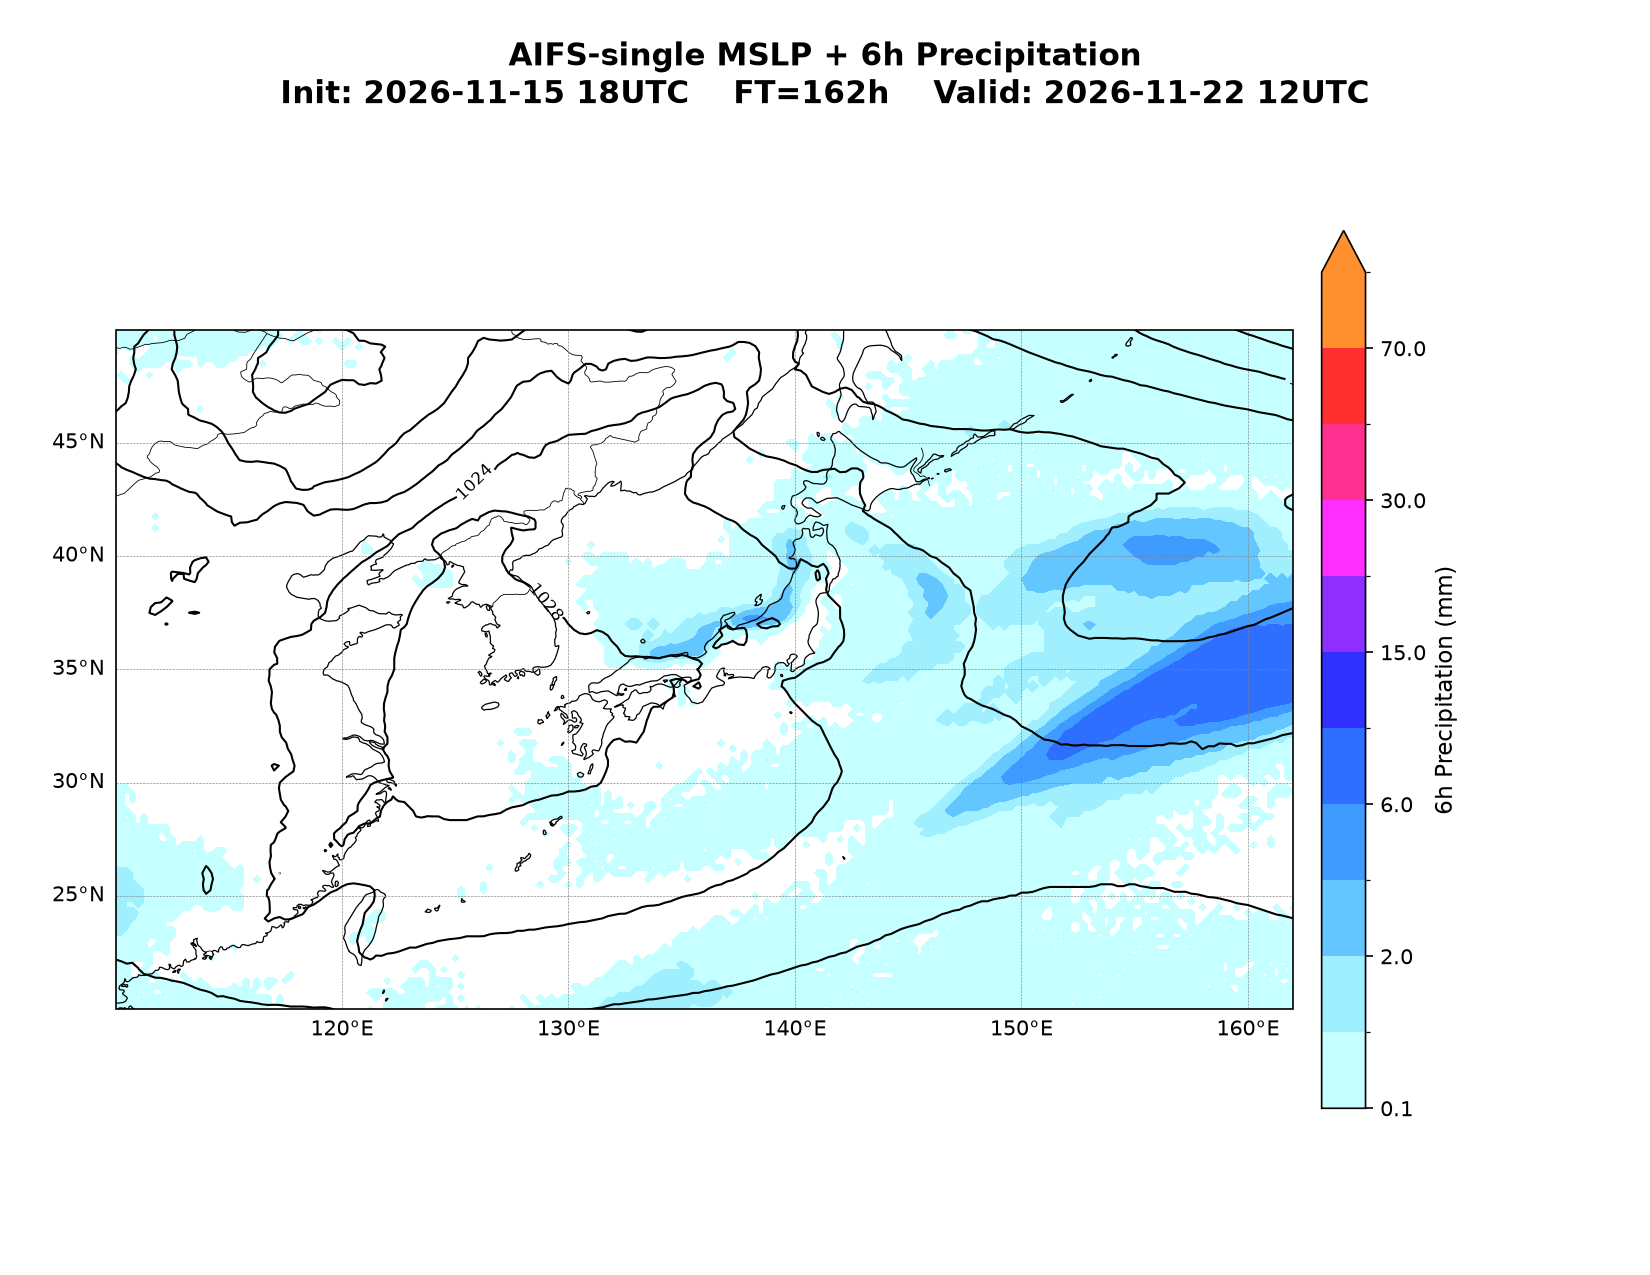 AIFS-single MSLP + 6h Precipitation
Init: 2026-11-15 18UTC    FT=162h    Valid: 2026-11-22 12UTC
70.0
30.0
15.0
6.0
2.0
0.1
6h Precipitation (mm)
45°N
40°N
35°N
30°N
25°N
1024
1028
120°E
130°E
140°E
150°E
160°E